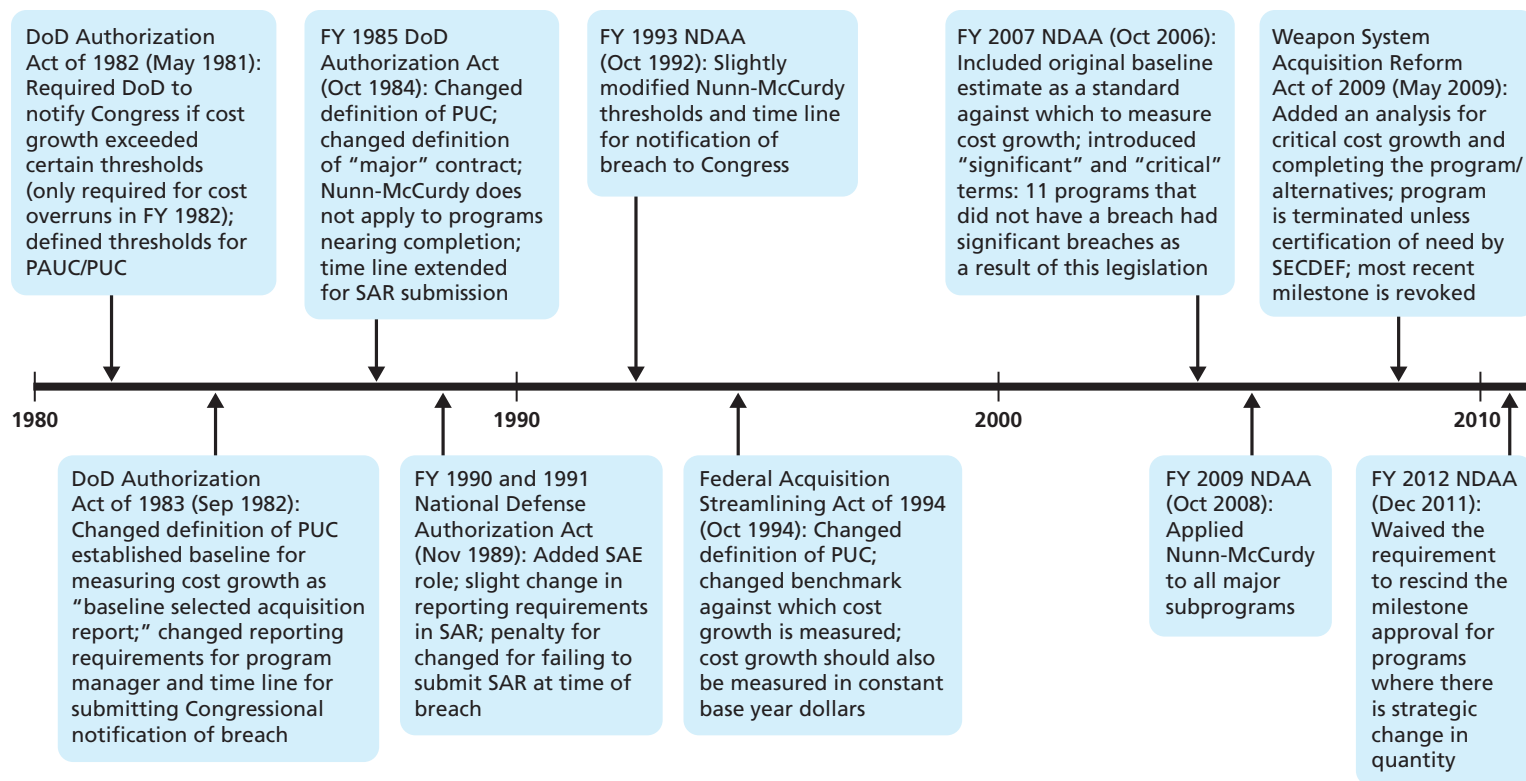 DoD Authorization
Act of 1982 (May 1981):
Required DoD to
notify Congress if cost
growth exceeded
certain thresholds
(only required for cost
overruns in FY 1982);
defined thresholds for
PAUC/PUC
FY 1985 DoD
Authorization Act
(Oct 1984): Changed
definition of PUC;
changed definition
of “major” contract;
Nunn-McCurdy does
not apply to programs
nearing completion;
time line extended
for SAR submission
FY 1993 NDAA
(Oct 1992): Slightly
modified Nunn-McCurdy
thresholds and time line
for notification of
breach to Congress
FY 2007 NDAA (Oct 2006):
Included original baseline
estimate as a standard
against which to measure
cost growth; introduced
“significant” and “critical”
terms: 11 programs that
did not have a breach had
significant breaches as
a result of this legislation
Weapon System
Acquisition Reform
Act of 2009 (May 2009):
Added an analysis for
critical cost growth and
completing the program/
alternatives; program
is terminated unless
certification of need by
SECDEF; most recent
milestone is revoked
1980
1990
2000
2010
DoD Authorization
Act of 1983 (Sep 1982):
Changed definition of PUC
established baseline for
measuring cost growth as
“baseline selected acquisition
report;” changed reporting
requirements for program
manager and time line for
submitting Congressional
notification of breach
FY 1990 and 1991
National Defense
Authorization Act
(Nov 1989): Added SAE
role; slight change in
reporting requirements
in SAR; penalty for
changed for failing to
submit SAR at time of
breach
Federal Acquisition
Streamlining Act of 1994
(Oct 1994): Changed
definition of PUC;
changed benchmark
against which cost
growth is measured;
cost growth should also
be measured in constant
base year dollars
FY 2009 NDAA
(Oct 2008):
Applied
Nunn-McCurdy
to all major
subprograms
FY 2012 NDAA
(Dec 2011):
Waived the
requirement
to rescind the
milestone
approval for
programs
where there
is strategic
change in
quantity